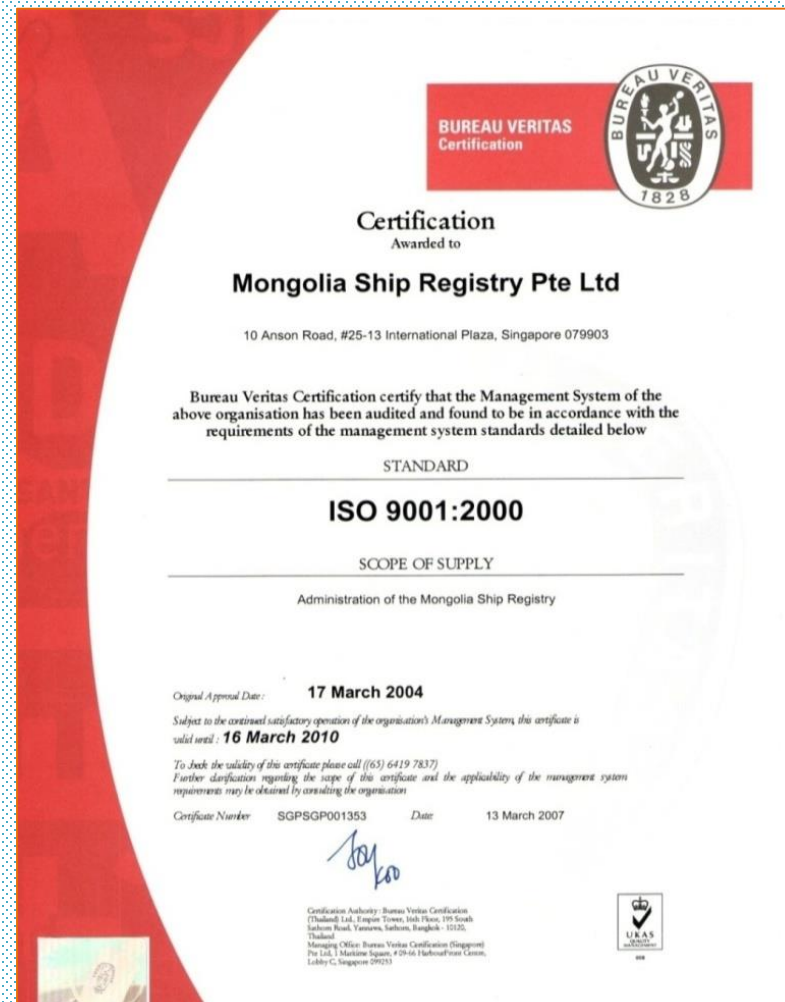 BUREAU VERITAS
Certification
BUREAU VERITAS
1828
Certification
Awarded to
Mongolia Ship Registry Pte Ltd
10 Anson Road, #25-13 International Plaza, Singapore 079903
Bureau Veritas Certification certify that the Management System of the
above organisation has been audited and found to be in accordance with the
requirements of the management system standards detailed below
STANDARD
ISO 9001:2000
SCOPE OF SUPPLY
Administration of the Mongolia Ship Registry
Original Approval Date : 17 March 2004
Subject to the continued satisfactory operation of the organisation's Management System, this certificate is
valid until : 16 March 2010
To check the validity of this certificate please call ((65) 6419 7837)
Further clarification regarding the scope of this certificate and the applicability of the management system
requirements may be obtained by consulting the organisation
Certificate Number SGPSGP001353 Date: 13 March 2007
Certification Authority : Bureau Veritas Certification
(Thailand) Ltd., Empire Tower, 16th Floor, 195 South
Sathorn Road, Yannawa, Sathorn, Bangkok - 10120,
Thailand
Managing Office: Bureau Veritas Certification (Singapore)
Pte Ltd, 1 Maritime Square, # 09-66 HarbourFront Centre,
Lobby C, Singapore 099253
UKAS
QUALITY
MANAGEMENT
008